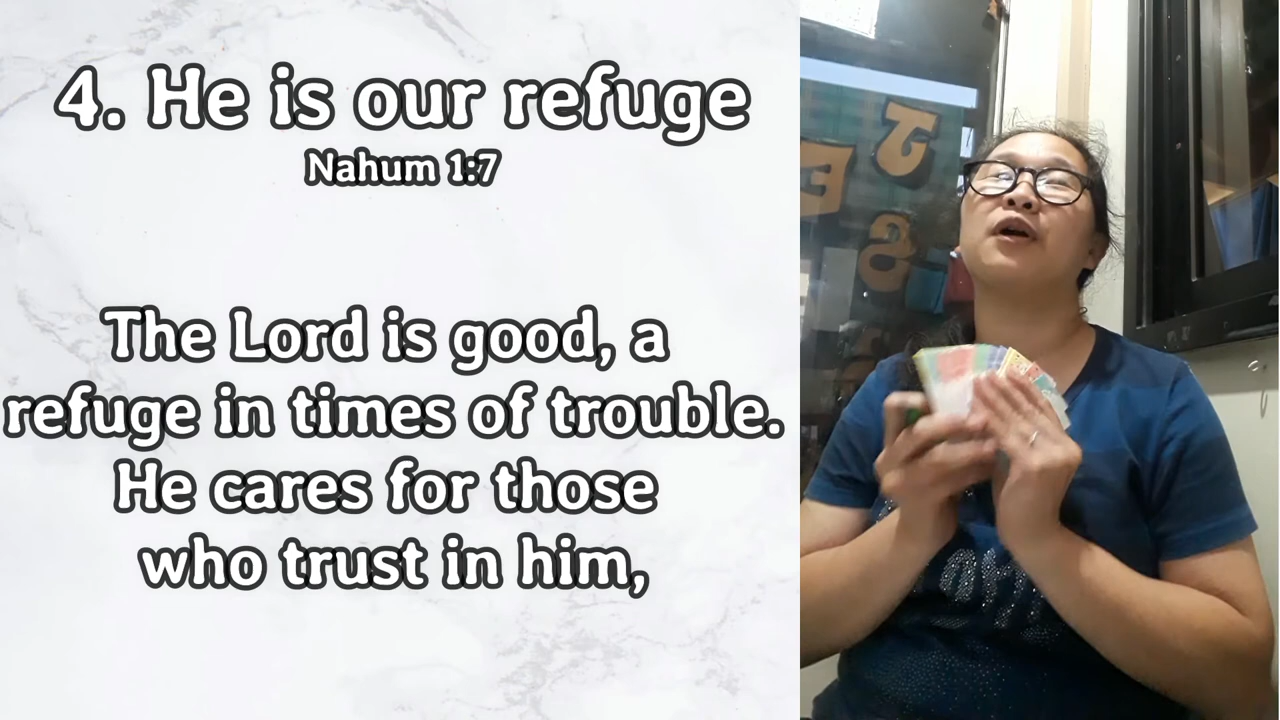 4. He is our refuge
Nahum 1:7
The Lord is good, a
refuge in times of trouble.
He cares for those
who trust in him,